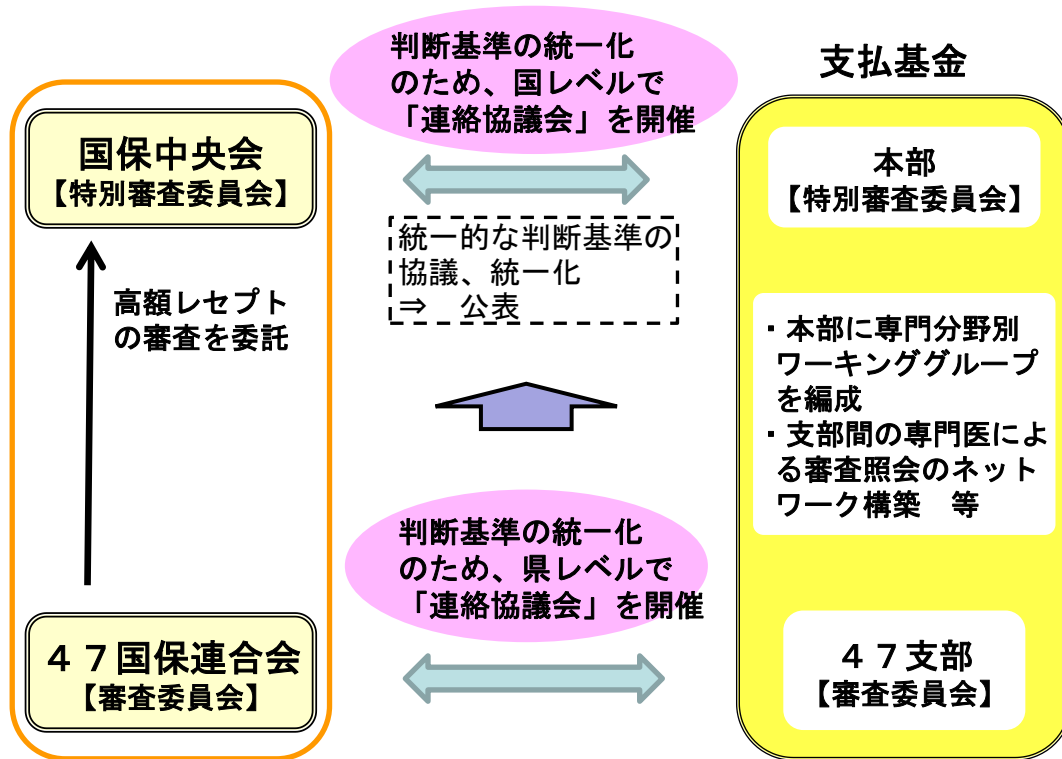 判断基準の統一化
のため、国レベルで
「連絡協議会」を開催
支払基金
国保中央会
【特別審査委員会】
本部
【特別審査委員会】
統一的な判断基準の
協議、統一化
⇒　公表
高額レセプト
の審査を委託
・本部に専門分野別
ワーキンググループ
を編成
・支部間の専門医によ
る審査照会のネット
ワーク構築　等
判断基準の統一化
のため、県レベルで
「連絡協議会」を開催
４７国保連合会
【審査委員会】
４７支部
【審査委員会】